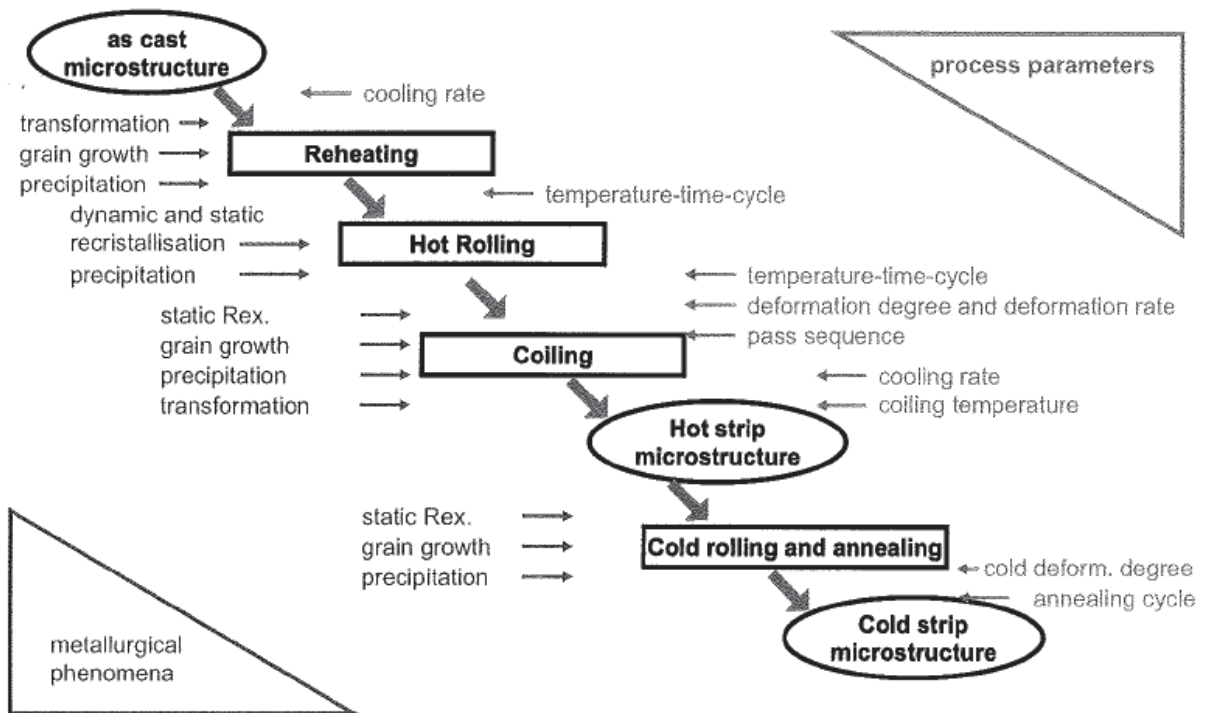 as cast
microstructure
process parameters
cooling rate
transformation
grain growth
precipitation
Reheating
temperature-time-cycle
dynamic and static
recristallisation
precipitation
Hot Rolling
temperature-time-cycle
deformation degree and deformation rate
pass sequence
static Rex.
grain growth
precipitation
transformation
Coiling
cooling rate
coiling temperature
Hot strip
microstructure
static Rex.
grain growth
precipitation
Cold rolling and annealing
cold deform. degree
annealing cycle
Cold strip
microstructure
metallurgical
phenomena